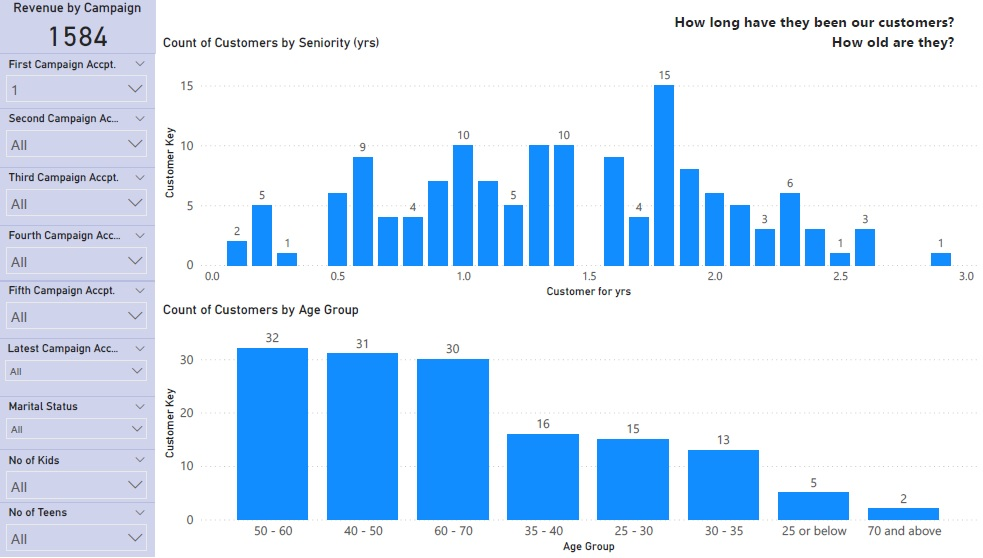 Revenue by Campaign
1584
First Campaign Accpt.
1
Second Campaign Ac...
All
Third Campaign Accpt.
All
Fourth Campaign Acc...
All
Fifth Campaign Accpt.
All
Latest Campaign Acc...
All
Marital Status
All
No of Kids
All
No of Teens
All
How long have they been our customers?
How old are they?
Count of Customers by Seniority (yrs)
Customer Key
15
10
5
0
2
5
1
9
4
10
5
10
4
15
3
6
1
3
1
0.0 0.5 1.0 1.5 2.0 2.5 3.0
Customer for yrs
Count of Customers by Age Group
Customer Key
30
20
10
0
32 31 30 16 15 13 5 2
50 - 60 40 - 50 60 - 70 35 - 40 25 - 30 30 - 35 25 or below 70 and above
Age Group